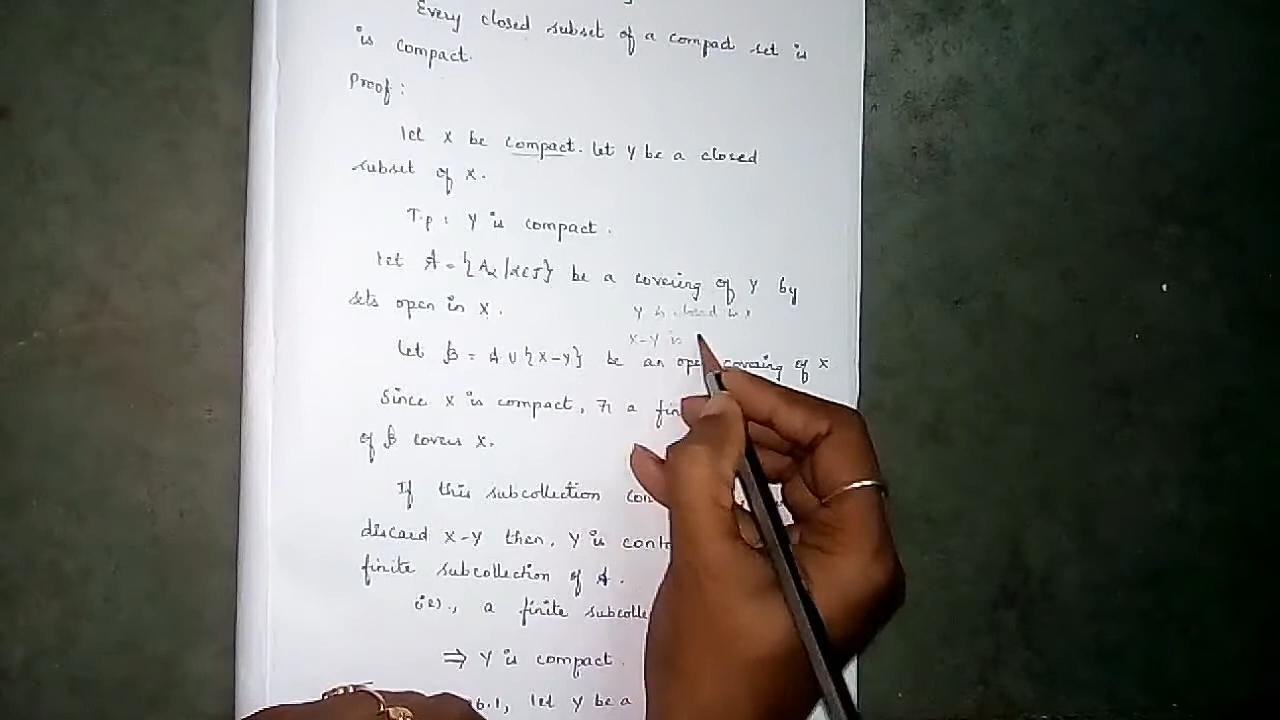 Every closed subset of a compact set is
is compact.
Proof :
Let X be compact. Let Y be a closed
subset of X.
T.p : Y is compact.
Let A = {Aα | α∈J} be a covering of Y by
sets open in X.
Y is closed in X
X-Y is
Let B = A ∪ {X-Y} be an open covering of X
Since X is compact, ∃ a fin
of B covers X.
If this subcollection con
discard X-Y then, Y is cont
finite subcollection of A.
(ie)., a finite subcolle
⇒ Y is compact.
6.1, let Y be a